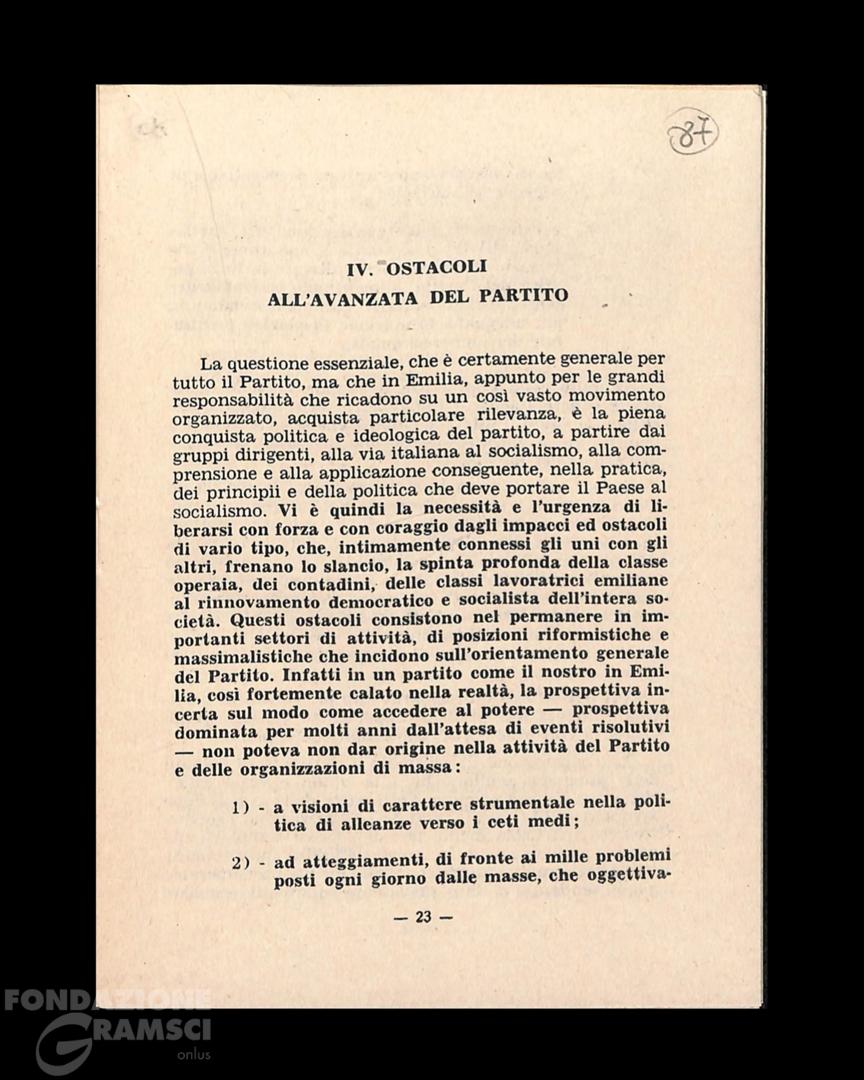 87
IV. OSTACOLI
ALL'AVANZATA DEL PARTITO
La questione essenziale, che è certamente generale per
tutto il Partito, ma che in Emilia, appunto per le grandi
responsabilità che ricadono su un così vasto movimento
organizzato, acquista particolare rilevanza, è la piena
conquista politica e ideologica del partito, a partire dai
gruppi dirigenti, alla via italiana al socialismo, alla com-
prensione e alla applicazione conseguente, nella pratica,
dei principii e della politica che deve portare il Paese al
socialismo. Vi è quindi la necessità e l'urgenza di li-
berarsi con forza e con coraggio dagli impacci ed ostacoli
di vario tipo, che, intimamente connessi gli uni con gli
altri, frenano lo slancio, la spinta profonda della classe
operaia, dei contadini, delle classi lavoratrici emiliane
al rinnovamento democratico e socialista dell'intera so-
cietà. Questi ostacoli consistono nel permanere in im-
portanti settori di attività, di posizioni riformistiche e
massimalistiche che incidono sull'orientamento generale
del Partito. Infatti in un partito come il nostro in Emi-
lia, così fortemente calato nella realtà, la prospettiva in-
certa sul modo come accedere al potere — prospettiva
dominata per molti anni dall'attesa di eventi risolutivi
— non poteva non dar origine nella attività del Partito
e delle organizzazioni di massa:
1) - a visioni di carattere strumentale nella poli-
tica di alleanze verso i ceti medi;
2) - ad atteggiamenti, di fronte ai mille problemi
posti ogni giorno dalle masse, che oggettiva-
— 23 —
FONDAZIONE
GRAMSCI
onlus